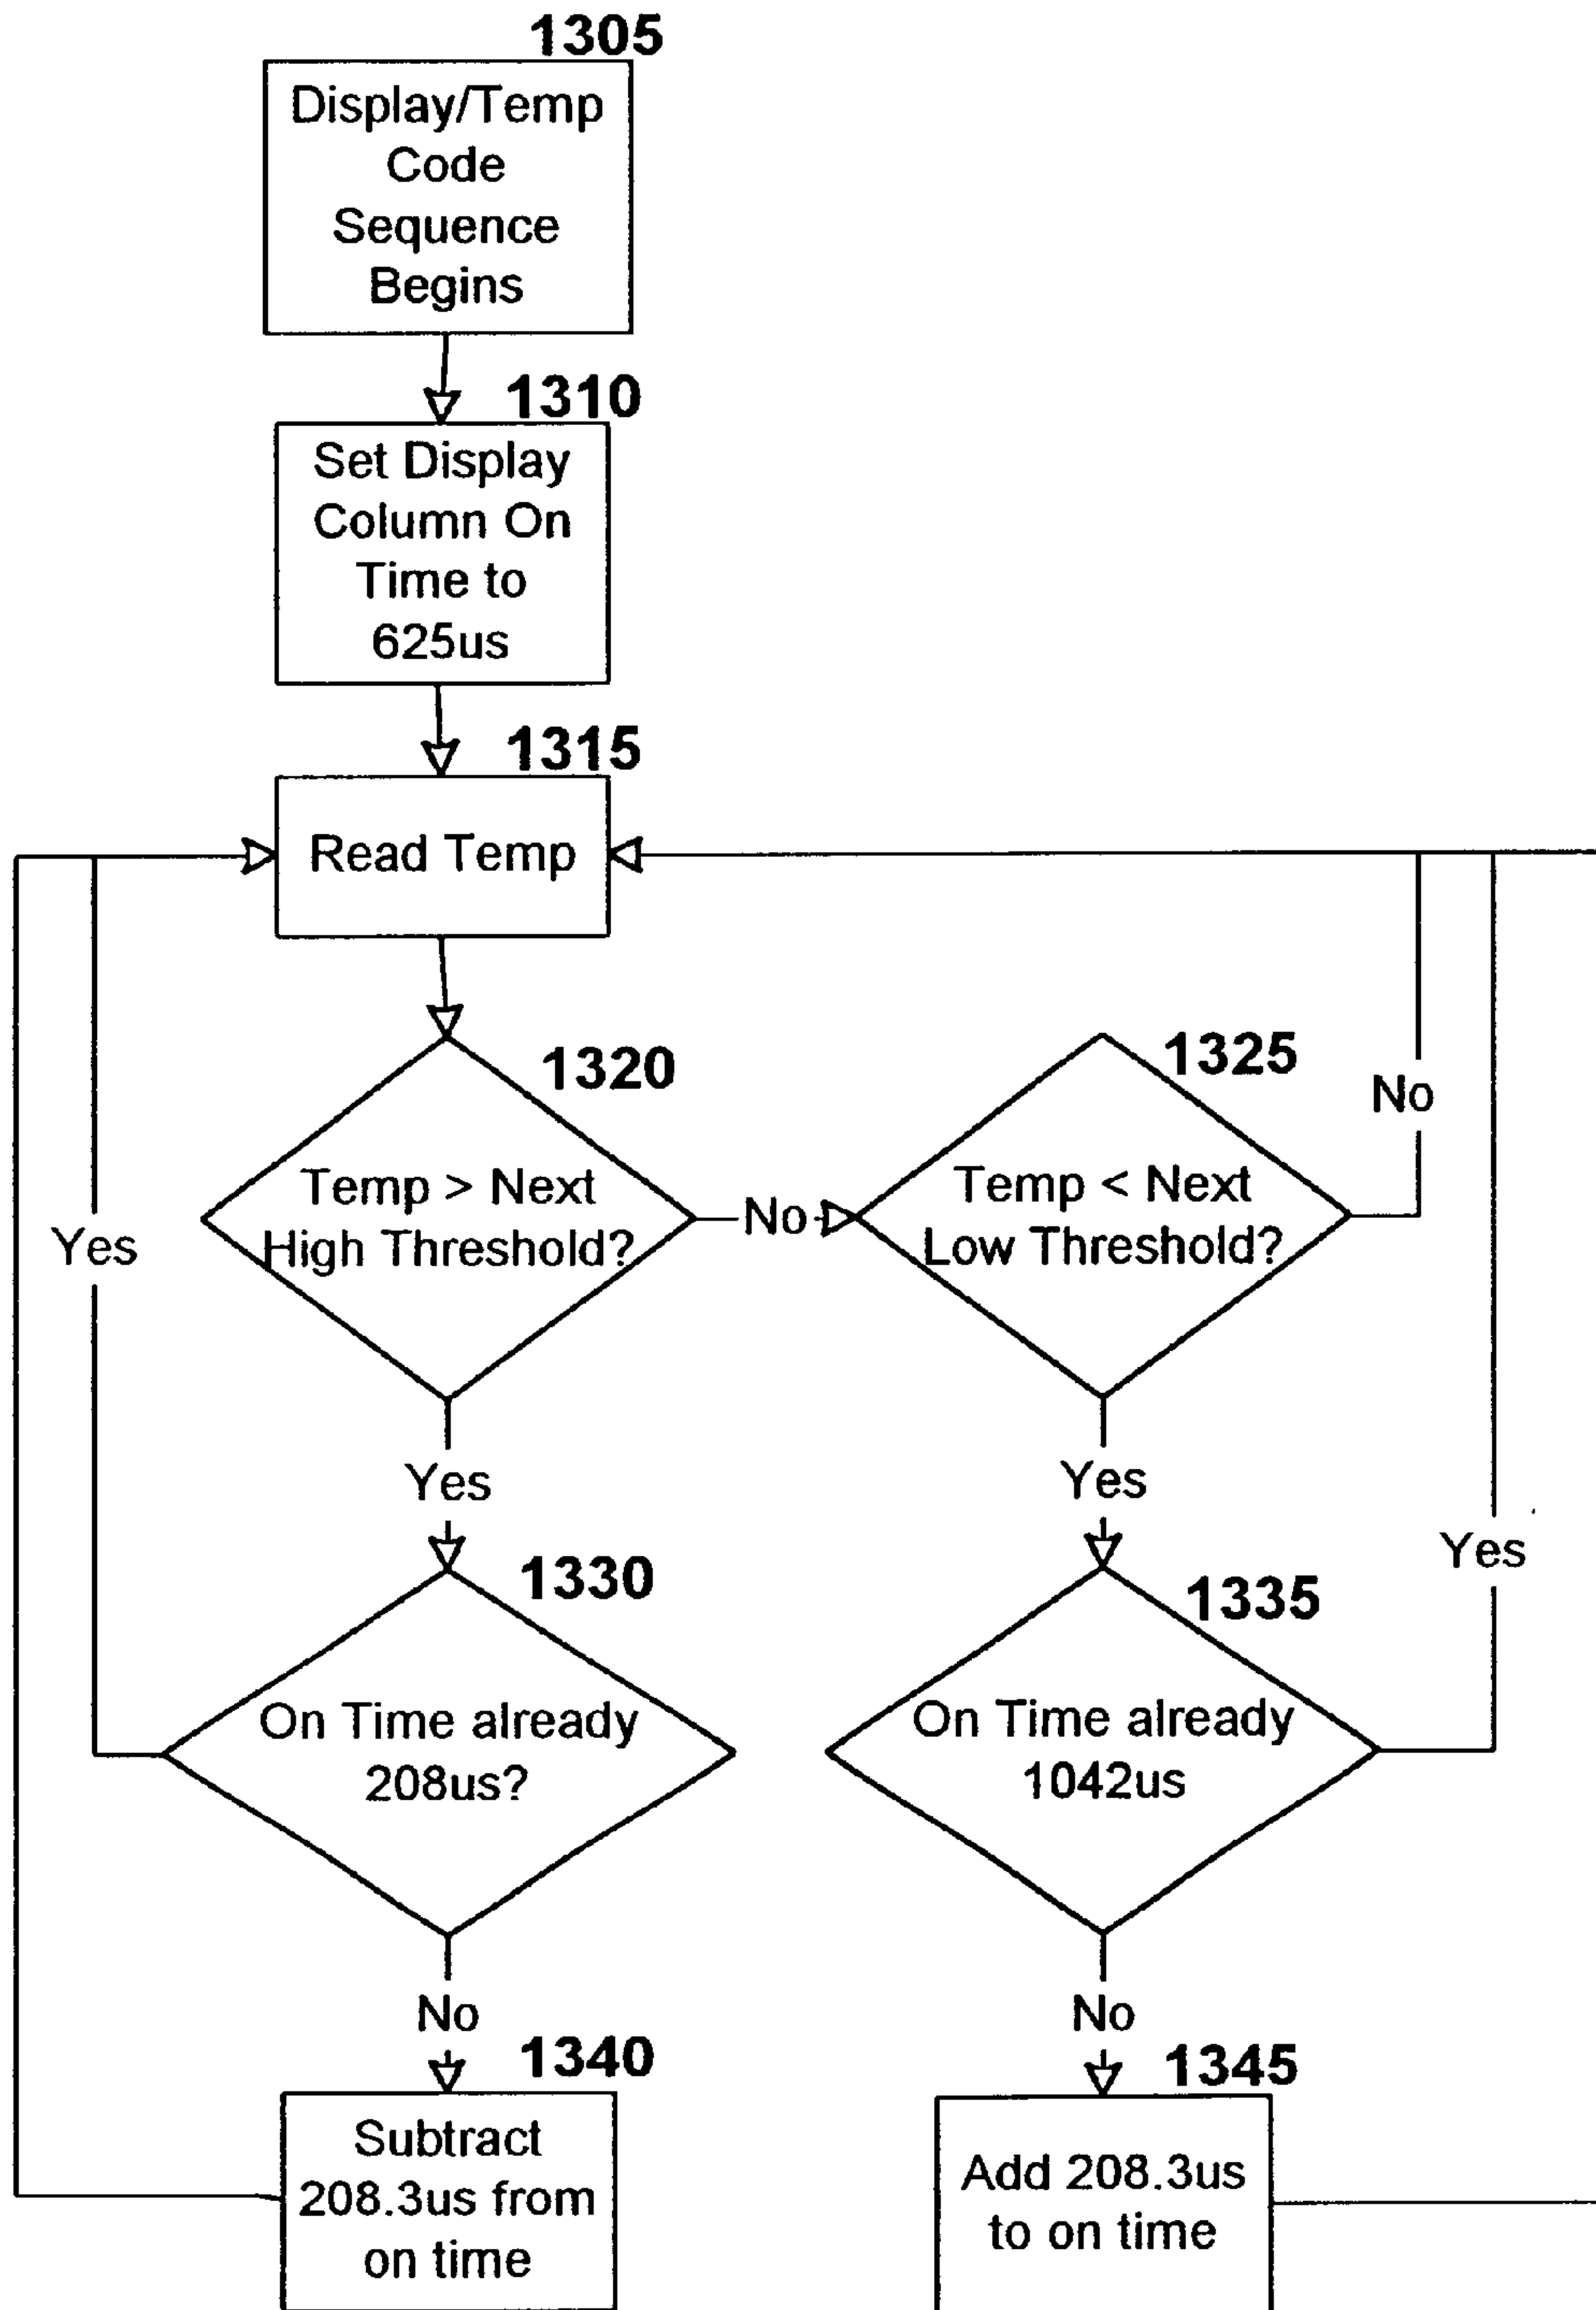 1305
Display/Temp
Code
Sequence
Begins
1310
Set Display
Column On
Time to
625us
1315
Read Temp
1320
Temp > Next
High Threshold?
No
1325
Temp < Next
Low Threshold?
No
Yes
Yes
Yes
Yes
1330
On Time already
208us?
1335
On Time already
1042us
No
No
1340
Subtract
208.3us from
on time
1345
Add 208.3us
to on time